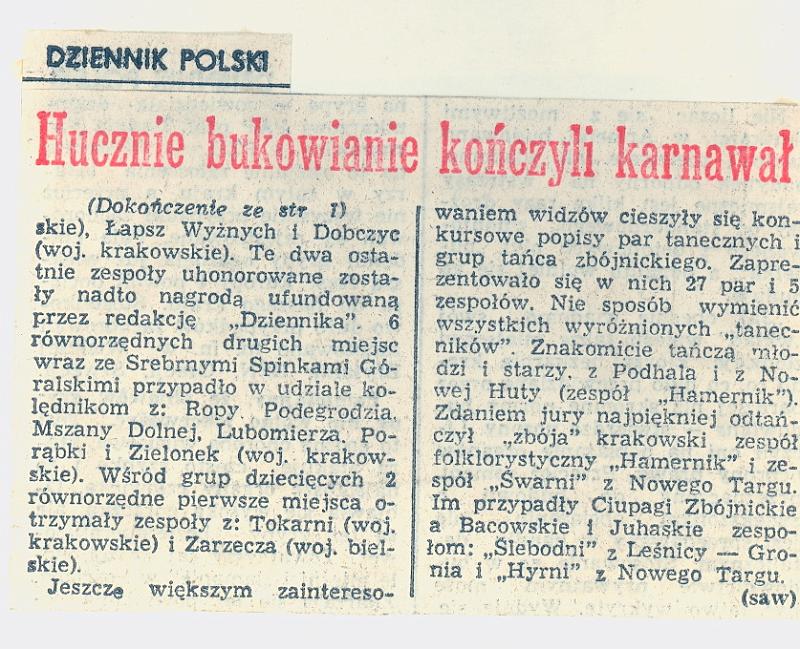 DZIENNIK POLSKI
Hucznie bukowianie kończyli karnawał
(Dokończenie ze str 1)
skie), Łapsz Wyżnych i Dobczyc
(woj. krakowskie). Te dwa osta-
tnie zespoły uhonorowane zosta-
ły nadto nagrodą ufundowaną
przez redakcję „Dziennika”. 6
równorzędnych drugich miejsc
wraz ze Srebrnymi Spinkami Gó-
ralskimi przypadło w udziale ko-
lędnikom z: Ropy, Podegrodzia,
Mszany Dolnej, Lubomierza, Po-
rąbki i Zielonek (woj. krakow-
skie). Wśród grup dziecięcych 2
równorzędne pierwsze miejsca o-
trzymały zespoły z: Tokarni (woj.
krakowskie) i Zarzecza (woj. biel-
skie).
Jeszcze większym zaintereso-
waniem widzów cieszyły się kon-
kursowe popisy par tanecznych i
grup tańca zbójnickiego. Zapre-
zentowało się w nich 27 par i 5
zespołów. Nie sposób wymienić
wszystkich wyróżnionych „tanec-
ników”. Znakomicie tańczą mło-
dzi i starzy, z Podhala i z No-
wej Huty (zespół „Hamernik”).
Zdaniem jury najpiękniej odtań-
czył „zbója” krakowski zespół
folklorystyczny „Hamernik” i ze-
spół „Swarni” z Nowego Targu.
Im przypadły Ciupagi Zbójnickie
a Bacowskie i Juhaskie zespo-
łom: „Ślebodni” z Leśnicy — Gro-
nia i „Hyrni” z Nowego Targu.
(saw)